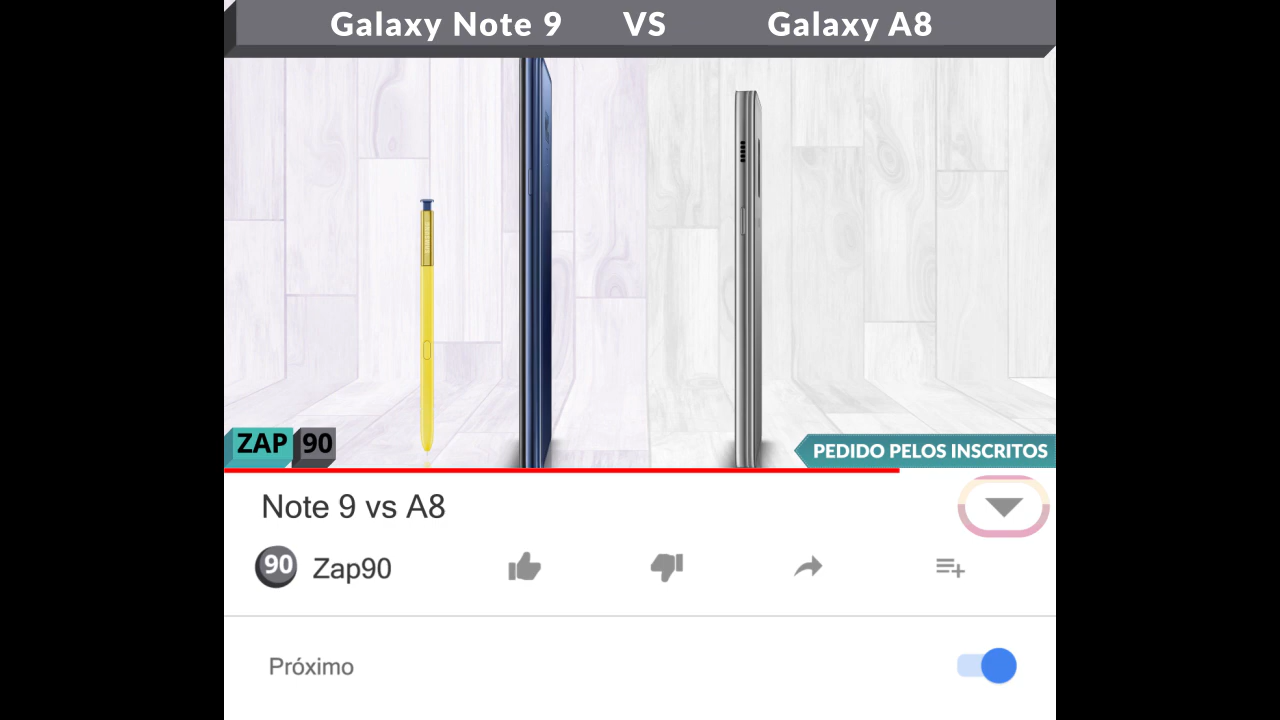 Galaxy Note 9 VS Galaxy A8
ZAP 90
PEDIDO PELOS INSCRITOS
Note 9 vs A8
90 Zap90
Próximo